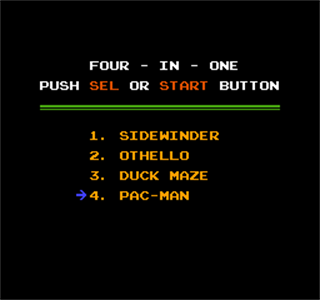 FOUR - IN - ONE
PUSH SEL OR START BUTTON
1. SIDEWINDER
2. OTHELLO
3. DUCK MAZE
→4. PAC-MAN